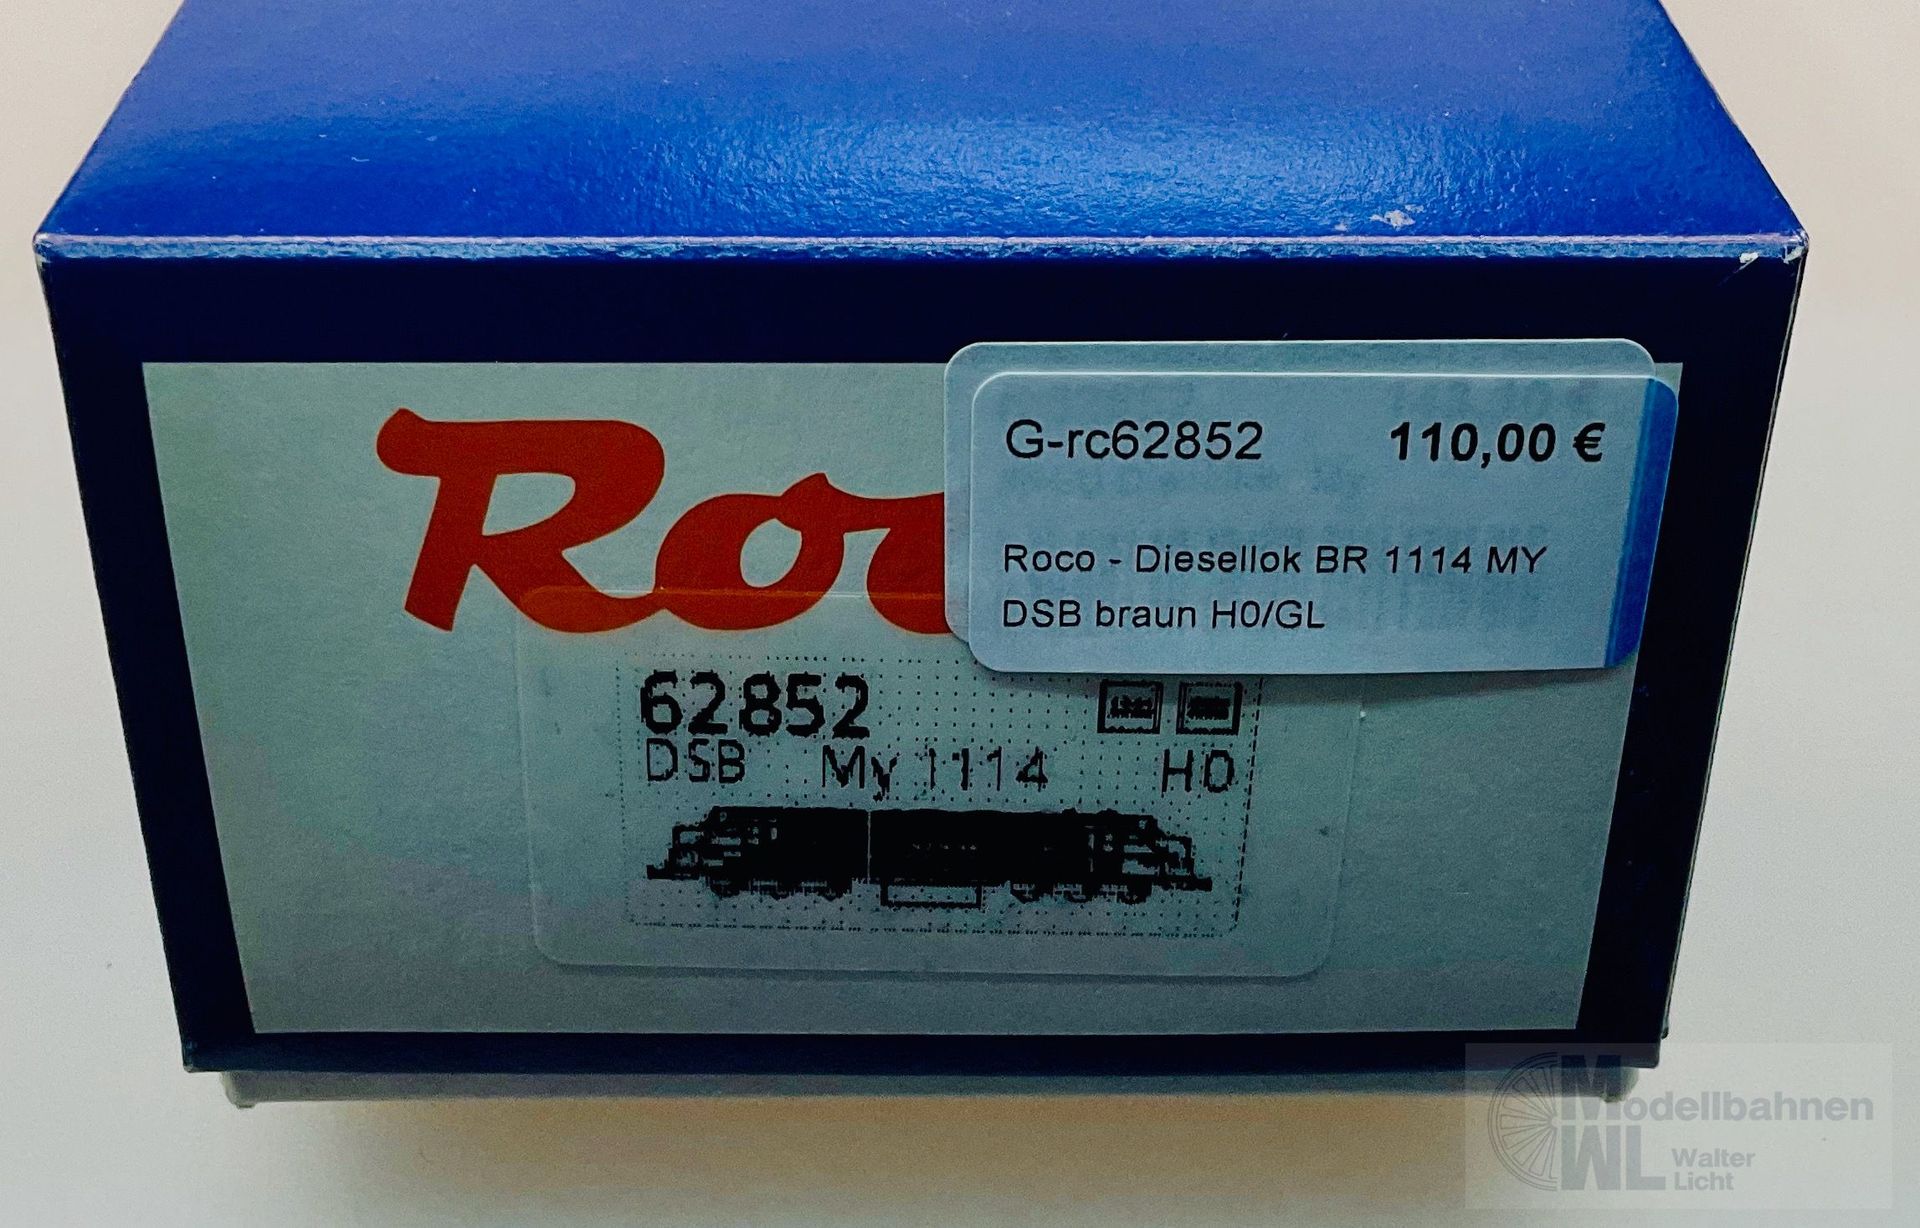 Roco
G-rc62852 110,00 €
Roco - Diesellok BR 1114 MY
DSB braun H0/GL
62852
DSB My 1114 H0
Modellbahnen
WL Walter
Licht